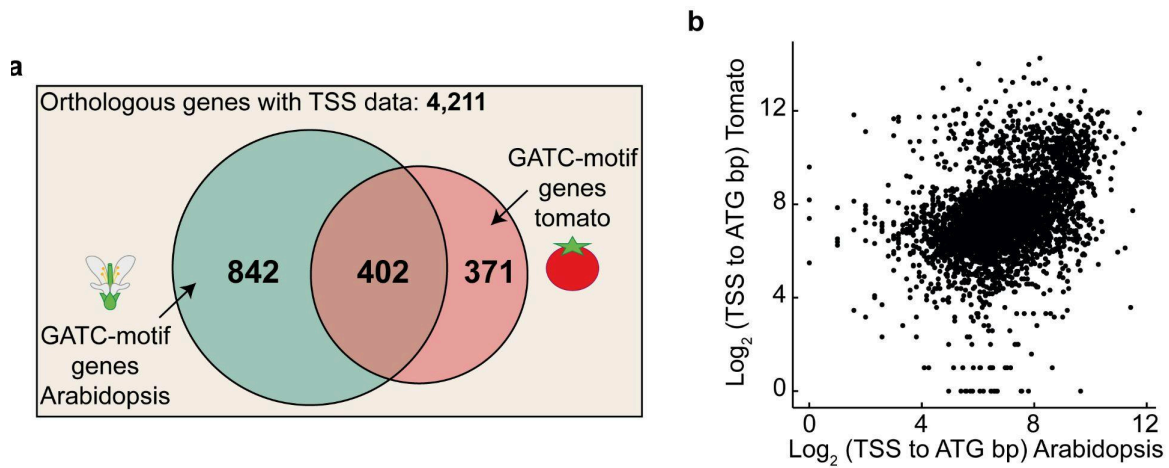 a
Orthologous genes with TSS data: 4,211
GATC-motif
genes
tomato
842
402
371
GATC-motif
genes
Arabidopsis
b
Log2 (TSS to ATG bp) Tomato
12
8
4
0
0
4
8
12
Log2 (TSS to ATG bp) Arabidopsis